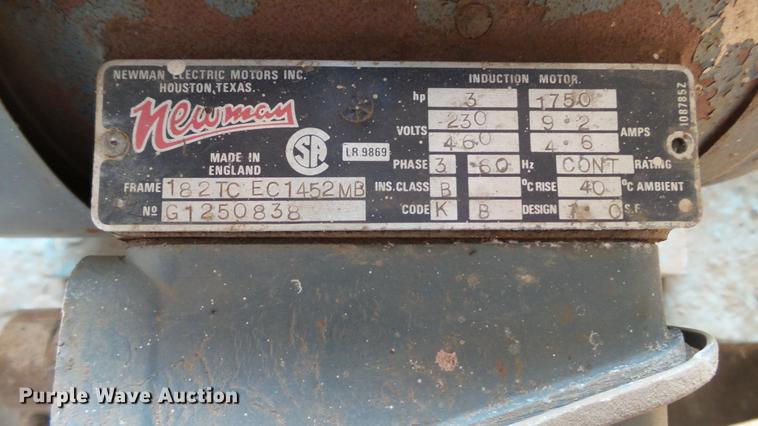 NEWMAN ELECTRIC MOTORS INC.
HOUSTON, TEXAS.
INDUCTION MOTOR.
Newman
hp 3 1750
VOLTS 230 9.2 AMPS
460 4.6
SA
LR.9869
MADE IN
ENGLAND
PHASE 3 60 Hz CONT RATING
FRAME 182TC EC1452MB
INS.CLASS B °C RISE 40 °C AMBIENT
No G1250838
CODE K B DESIGN 1.0 S.F.
108785Z
Purple Wave Auction